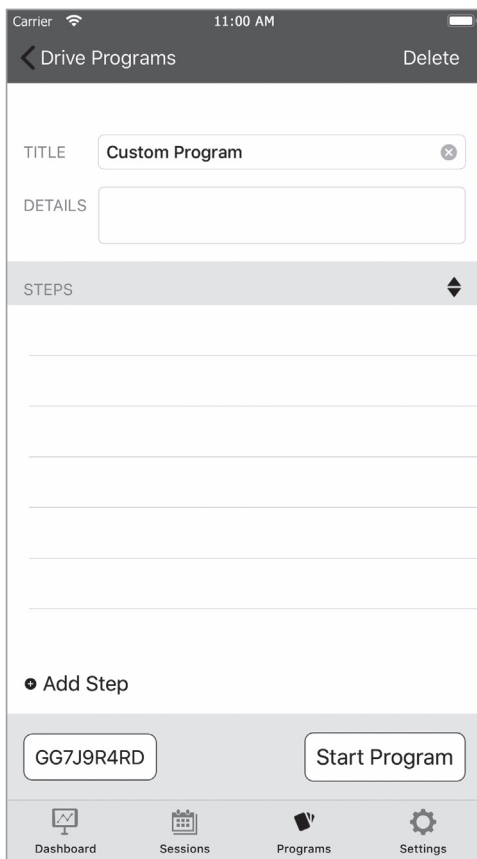 Carrier 11:00 AM
Drive Programs Delete
TITLE Custom Program
DETAILS
STEPS
Add Step
GG7J9R4RD Start Program
Dashboard Sessions Programs Settings